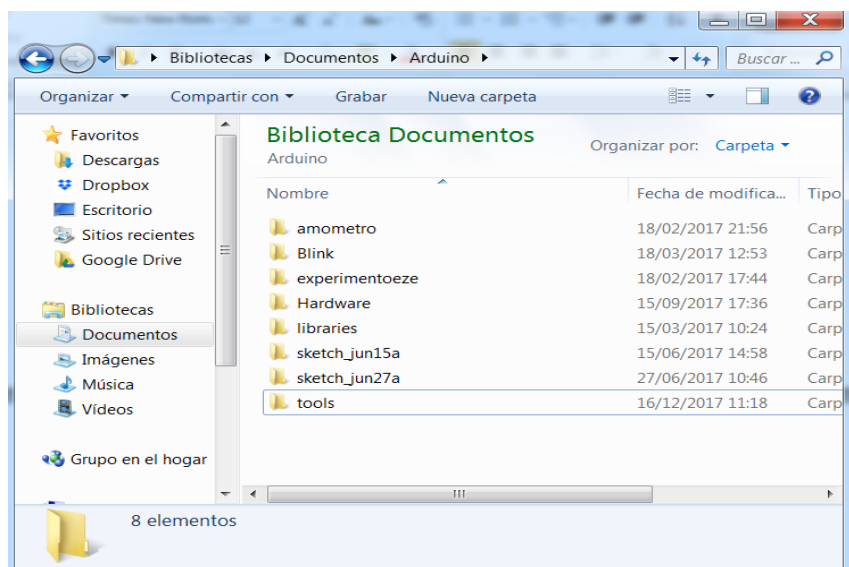 Bibliotecas Documentos Arduino Buscar ...
Organizar Compartir con Grabar Nueva carpeta
Favoritos
Descargas
Dropbox
Escritorio
Sitios recientes
Google Drive
Bibliotecas
Documentos
Imágenes
Música
Vídeos
Grupo en el hogar
Biblioteca Documentos
Arduino
Organizar por: Carpeta
Nombre Fecha de modifica... Tipo
amometro 18/02/2017 21:56 Carp
Blink 18/03/2017 12:53 Carp
experimentoeze 18/02/2017 17:44 Carp
Hardware 15/09/2017 17:36 Carp
libraries 15/03/2017 10:24 Carp
sketch_jun15a 15/06/2017 14:58 Carp
sketch_jun27a 27/06/2017 10:46 Carp
tools 16/12/2017 11:18 Carp
8 elementos